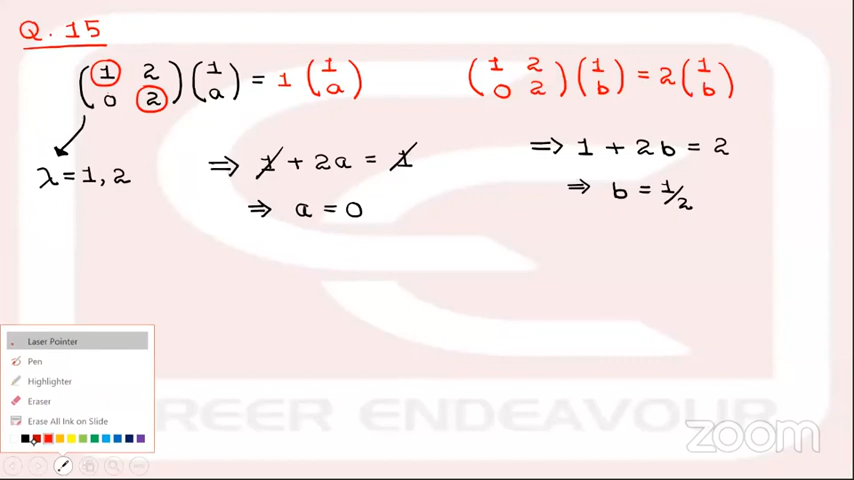 Q. 15
(1 2 0 2)(1 a) = 1(1 a)
(1 2 0 2)(1 b) = 2(1 b)
λ = 1, 2
⇒ 1 + 2a = 1
⇒ a = 0
⇒ 1 + 2b = 2
⇒ b = 1/2
Laser Pointer
Pen
Highlighter
Eraser
Erase All Ink on Slide
REER ENDEAVOUR
zoom